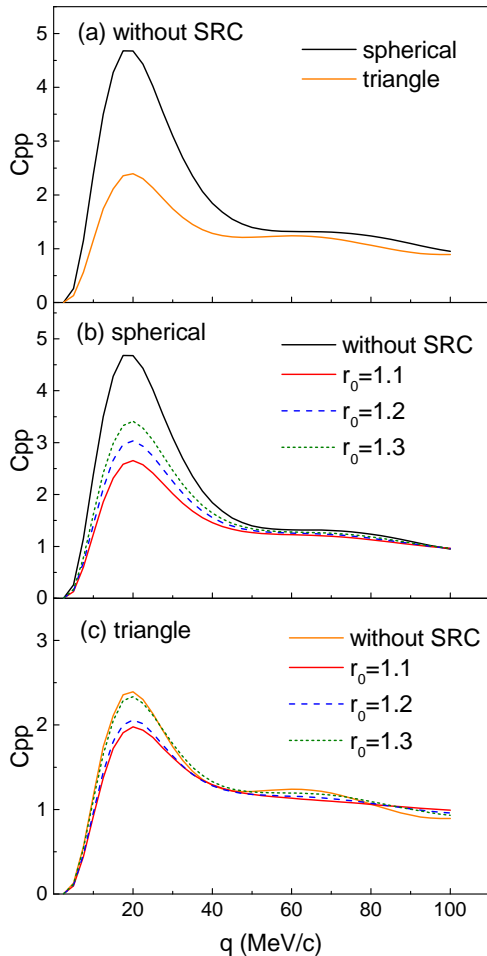 (a) without SRC
spherical
triangle
Cpp
5
4
3
2
1
0
(b) spherical
without SRC
r₀=1.1
r₀=1.2
r₀=1.3
Cpp
5
4
3
2
1
0
(c) triangle
without SRC
r₀=1.1
r₀=1.2
r₀=1.3
Cpp
3
2
1
0
20 40 60 80 100
q (MeV/c)